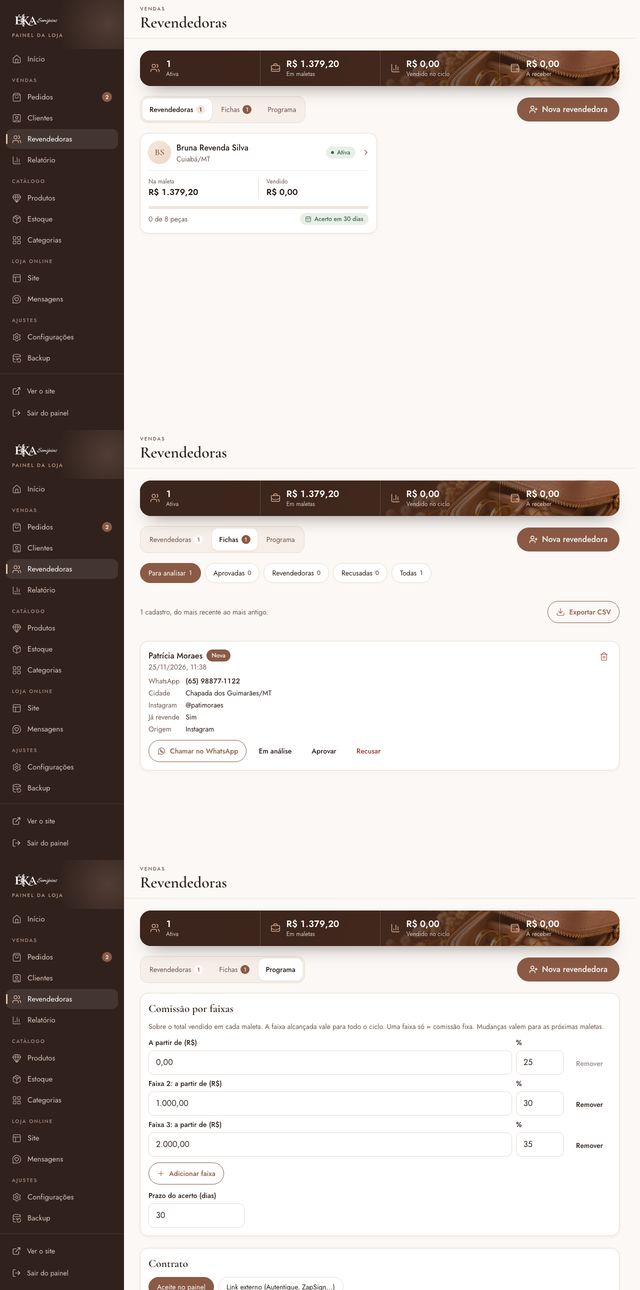 ÊKA Semijoias
PAINEL DA LOJA
Início
VENDAS
Pedidos 2
Clientes
Revendedoras
Relatório
CATÁLOGO
Produtos
Estoque
Categorias
LOJA ONLINE
Site
Mensagens
AJUSTES
Configurações
Backup
Ver o site
Sair do painel
VENDAS
Revendedoras
1
Ativa
R$ 1.379,20
Em maletas
R$ 0,00
Vendido no ciclo
R$ 0,00
A receber
Revendedoras 1 Fichas 1 Programa
Nova revendedora
BS
Bruna Revenda Silva
Cuiabá/MT
Ativa
Na maleta
R$ 1.379,20
Vendido
R$ 0,00
0 de 8 peças
Acerto em 30 dias
ÊKA Semijoias
PAINEL DA LOJA
Início
VENDAS
Pedidos 2
Clientes
Revendedoras
Relatório
CATÁLOGO
Produtos
Estoque
Categorias
LOJA ONLINE
Site
Mensagens
AJUSTES
Configurações
Backup
Ver o site
Sair do painel
VENDAS
Revendedoras
1
Ativa
R$ 1.379,20
Em maletas
R$ 0,00
Vendido no ciclo
R$ 0,00
A receber
Revendedoras 1 Fichas 1 Programa
Nova revendedora
Para analisar 1 Aprovadas 0 Revendedoras 0 Recusadas 0 Todas 1
1 cadastro, do mais recente ao mais antigo.
Exportar CSV
Patrícia Moraes Nova
25/11/2026, 11:38
WhatsApp (65) 98877-1122
Cidade Chapada dos Guimarães/MT
Instagram @patimoraes
Já revende Sim
Origem Instagram
Chamar no WhatsApp Em análise Aprovar Recusar
ÊKA Semijoias
PAINEL DA LOJA
Início
VENDAS
Pedidos 2
Clientes
Revendedoras
Relatório
CATÁLOGO
Produtos
Estoque
Categorias
LOJA ONLINE
Site
Mensagens
AJUSTES
Configurações
Backup
Ver o site
Sair do painel
VENDAS
Revendedoras
1
Ativa
R$ 1.379,20
Em maletas
R$ 0,00
Vendido no ciclo
R$ 0,00
A receber
Revendedoras 1 Fichas 1 Programa
Nova revendedora
Comissão por faixas
Sobre o total vendido em cada maleta. A faixa alcançada vale para todo o ciclo. Uma faixa só = comissão fixa. Mudanças valem para as próximas maletas.
A partir de (R$) %
0,00 25 Remover
Faixa 2: a partir de (R$) %
1.000,00 30 Remover
Faixa 3: a partir de (R$) %
2.000,00 35 Remover
Adicionar faixa
Prazo do acerto (dias)
30
Contrato
Aceite no painel Link externo (Autentique, ZapSign...)